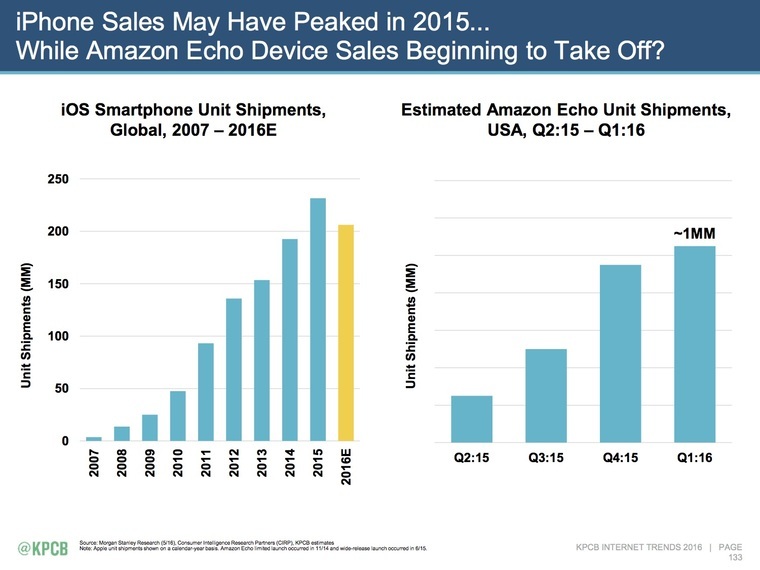 iPhone Sales May Have Peaked in 2015...
While Amazon Echo Device Sales Beginning to Take Off?
iOS Smartphone Unit Shipments,
Global, 2007 – 2016E
Unit Shipments (MM)
250
200
150
100
50
0
2007
2008
2009
2010
2011
2012
2013
2014
2015
2016E
Estimated Amazon Echo Unit Shipments,
USA, Q2:15 – Q1:16
Unit Shipments (MM)
~1MM
Q2:15
Q3:15
Q4:15
Q1:16
@KPCB
Source: Morgan Stanley Research (5/16), Consumer Intelligence Research Partners (CIRP), KPCB estimates
Note: Apple unit shipments shown on a calendar-year basis. Amazon Echo limited launch occurred in 11/14 and wide-release launch occurred in 6/15.
KPCB INTERNET TRENDS 2016 | PAGE
133